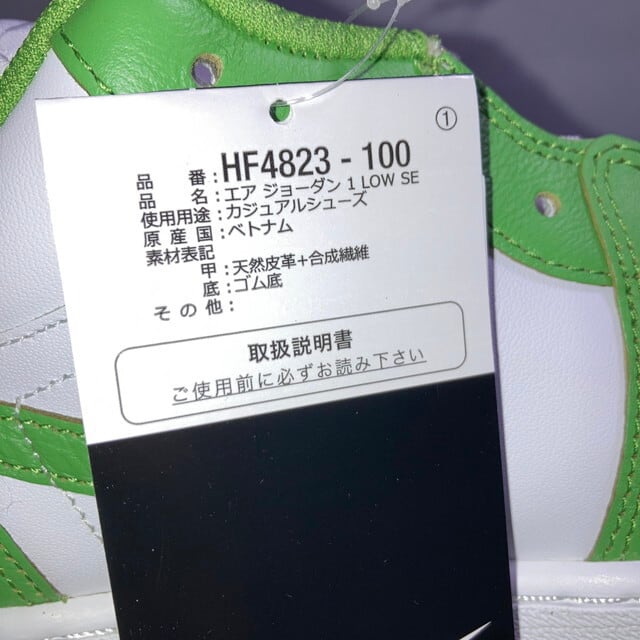 ①
品 番:HF4823 - 100
品 名:エア ジョーダン 1 LOW SE
使用用途:カジュアルシューズ
原 産 国:ベトナム
素材表記
甲:天然皮革+合成繊維
底:ゴム底
そ の 他:
取扱説明書
ご使用前に必ずお読み下さい